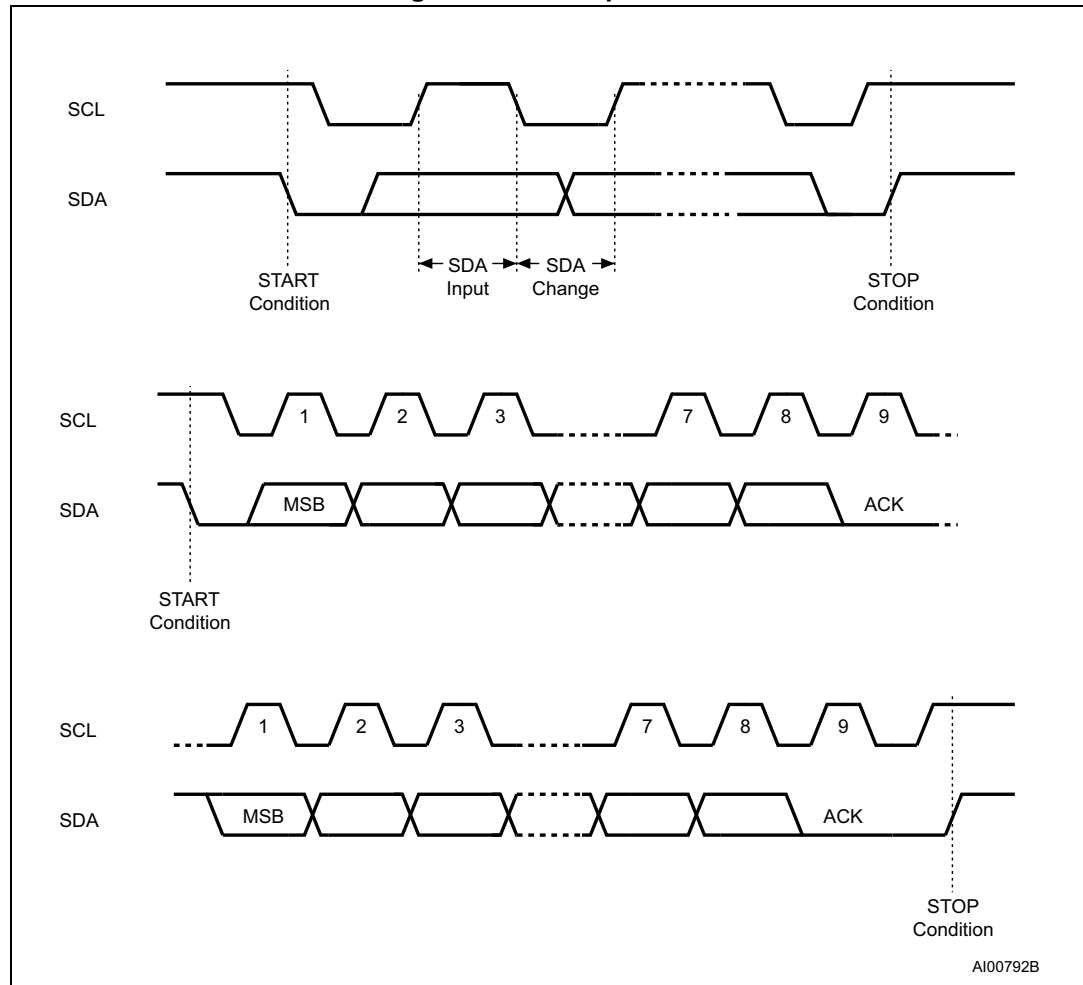 SCL
SDA
START
Condition
SDA
Input
SDA
Change
STOP
Condition
SCL
1 2 3 7 8 9
SDA
MSB
ACK
START
Condition
SCL
1 2 3 7 8 9
SDA
MSB
ACK
STOP
Condition
AI00792B